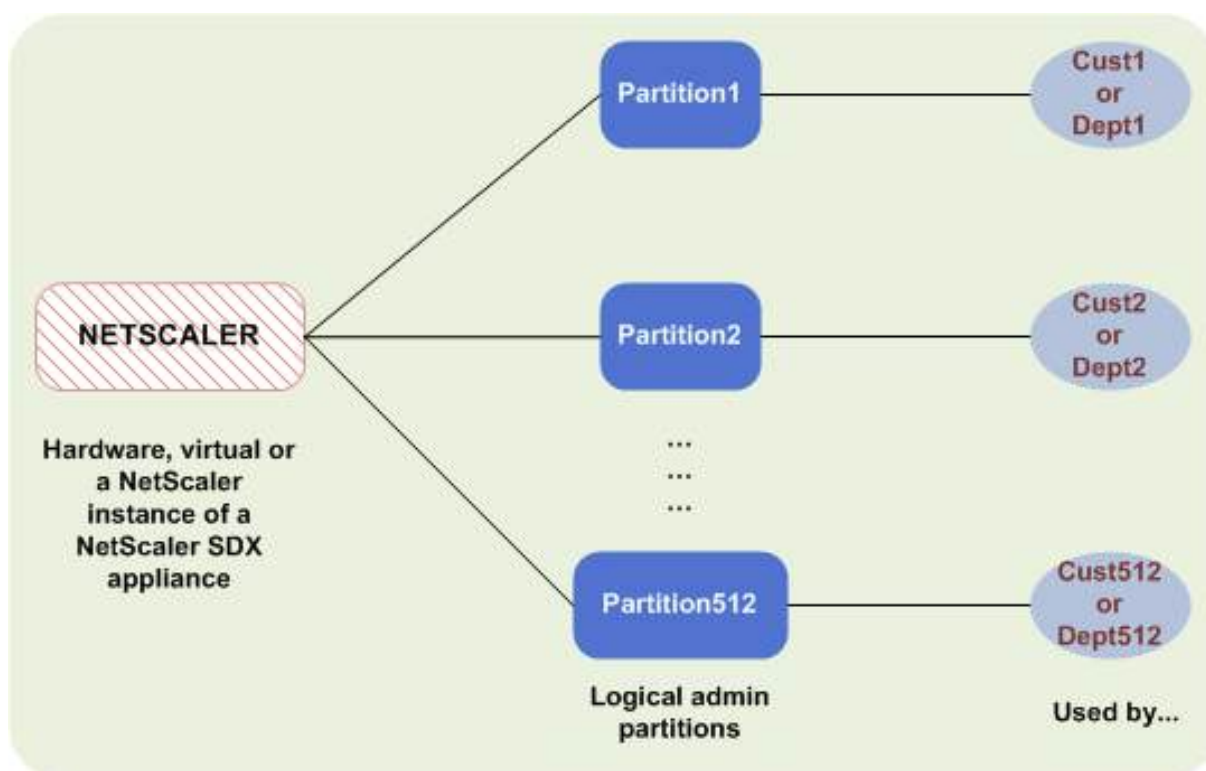 Partition1
Cust1
or
Dept1
NETSCALER
Partition2
Cust2
or
Dept2
Hardware, virtual or
a NetScaler
instance of a
NetScaler SDX
appliance
...
...
...
Partition512
Cust512
or
Dept512
Logical admin
partitions
Used by...